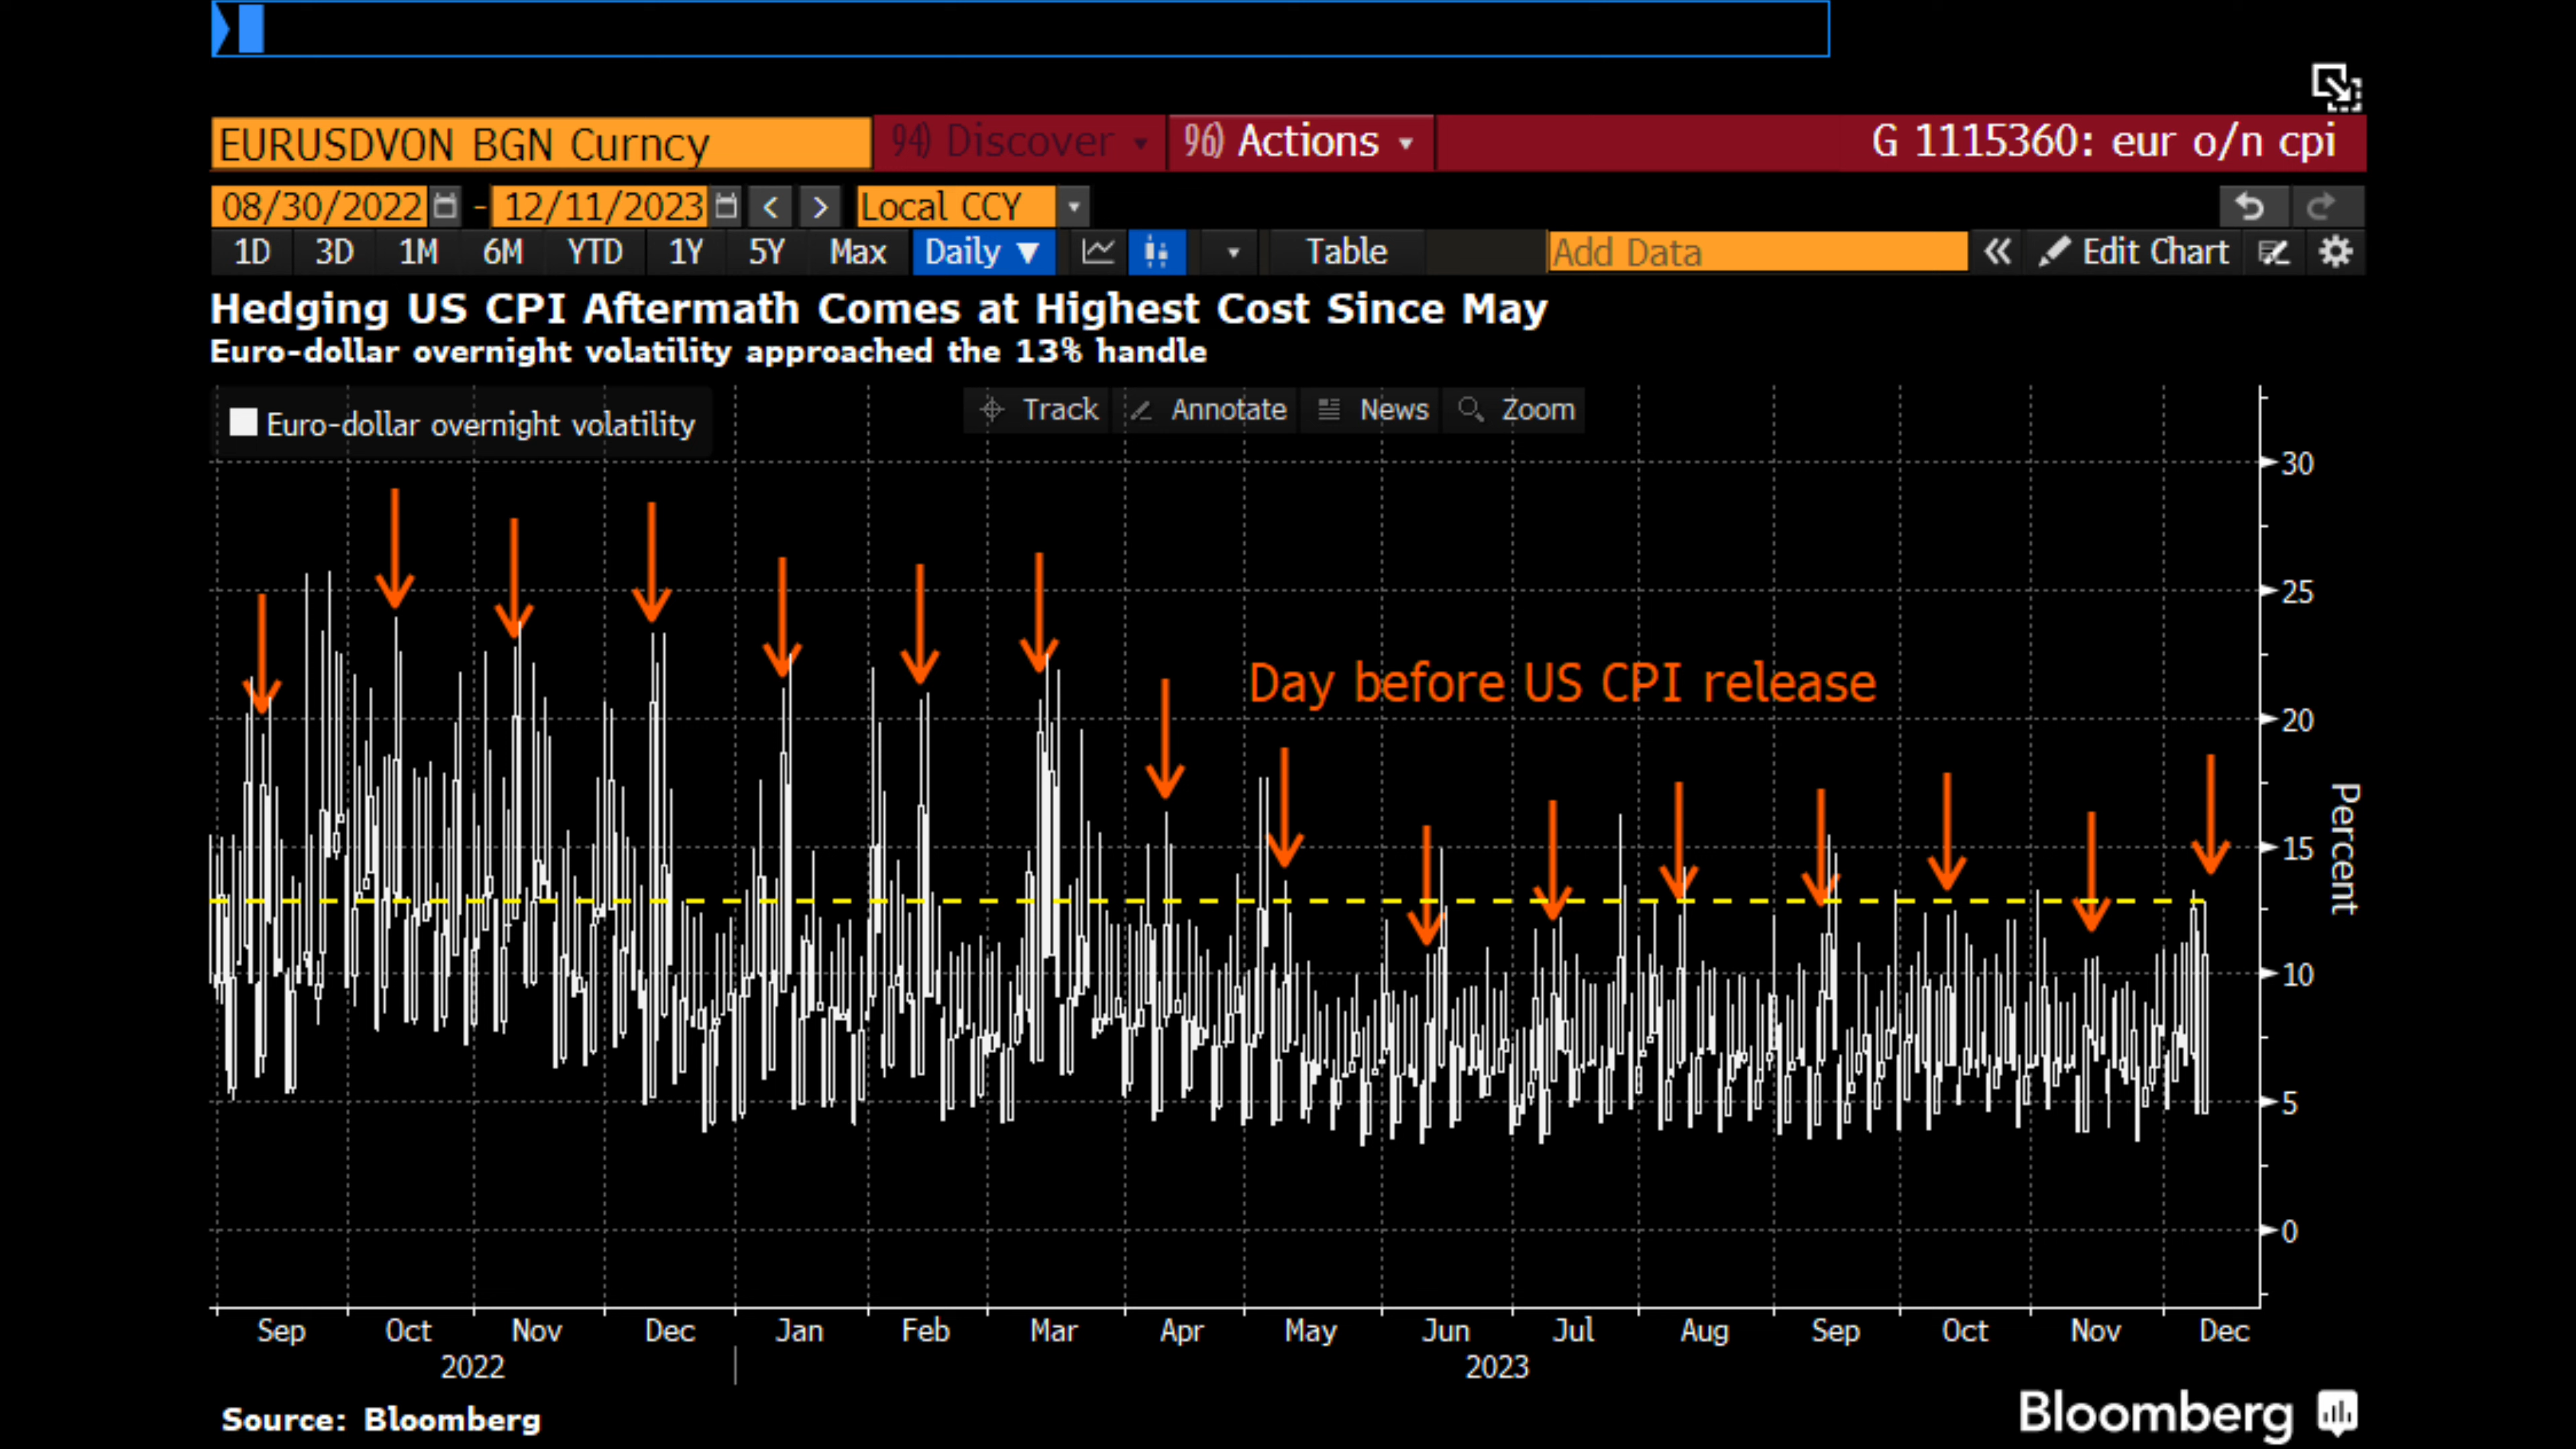 EURUSDVON BGN Curncy 94) Discover 96) Actions G 1115360: eur o/n cpi
08/30/2022 - 12/11/2023 < > Local CCY
1D 3D 1M 6M YTD 1Y 5Y Max Daily ▼ Table Add Data « Edit Chart
Hedging US CPI Aftermath Comes at Highest Cost Since May
Euro-dollar overnight volatility approached the 13% handle
Euro-dollar overnight volatility
Track Annotate News Zoom
30
25
Day before US CPI release
20
15
Percent
10
5
0
Sep Oct Nov Dec Jan Feb Mar Apr May Jun Jul Aug Sep Oct Nov Dec
2022 2023
Source: Bloomberg
Bloomberg